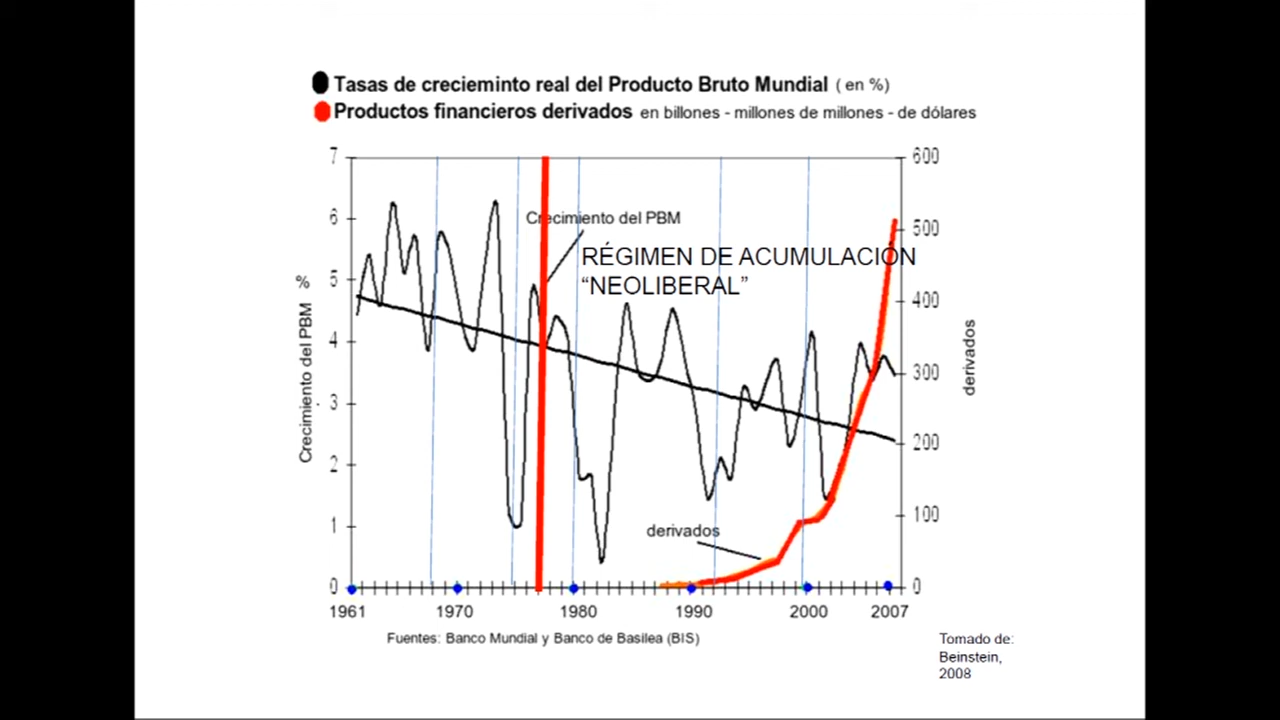 Tasas de crecieminto real del Producto Bruto Mundial ( en %)
Productos financieros derivados en billones - millones de millones - de dólares
7
600
6
Crecimiento del PBM
500
RÉGIMEN DE ACUMULACIÓN
“NEOLIBERAL”
5
400
4
300
3
200
2
100
1
0
0
Crecimiento del PBM %
derivados
derivados
1961 1970 1980 1990 2000 2007
Fuentes: Banco Mundial y Banco de Basilea (BIS)
Tomado de:
Beinstein,
2008